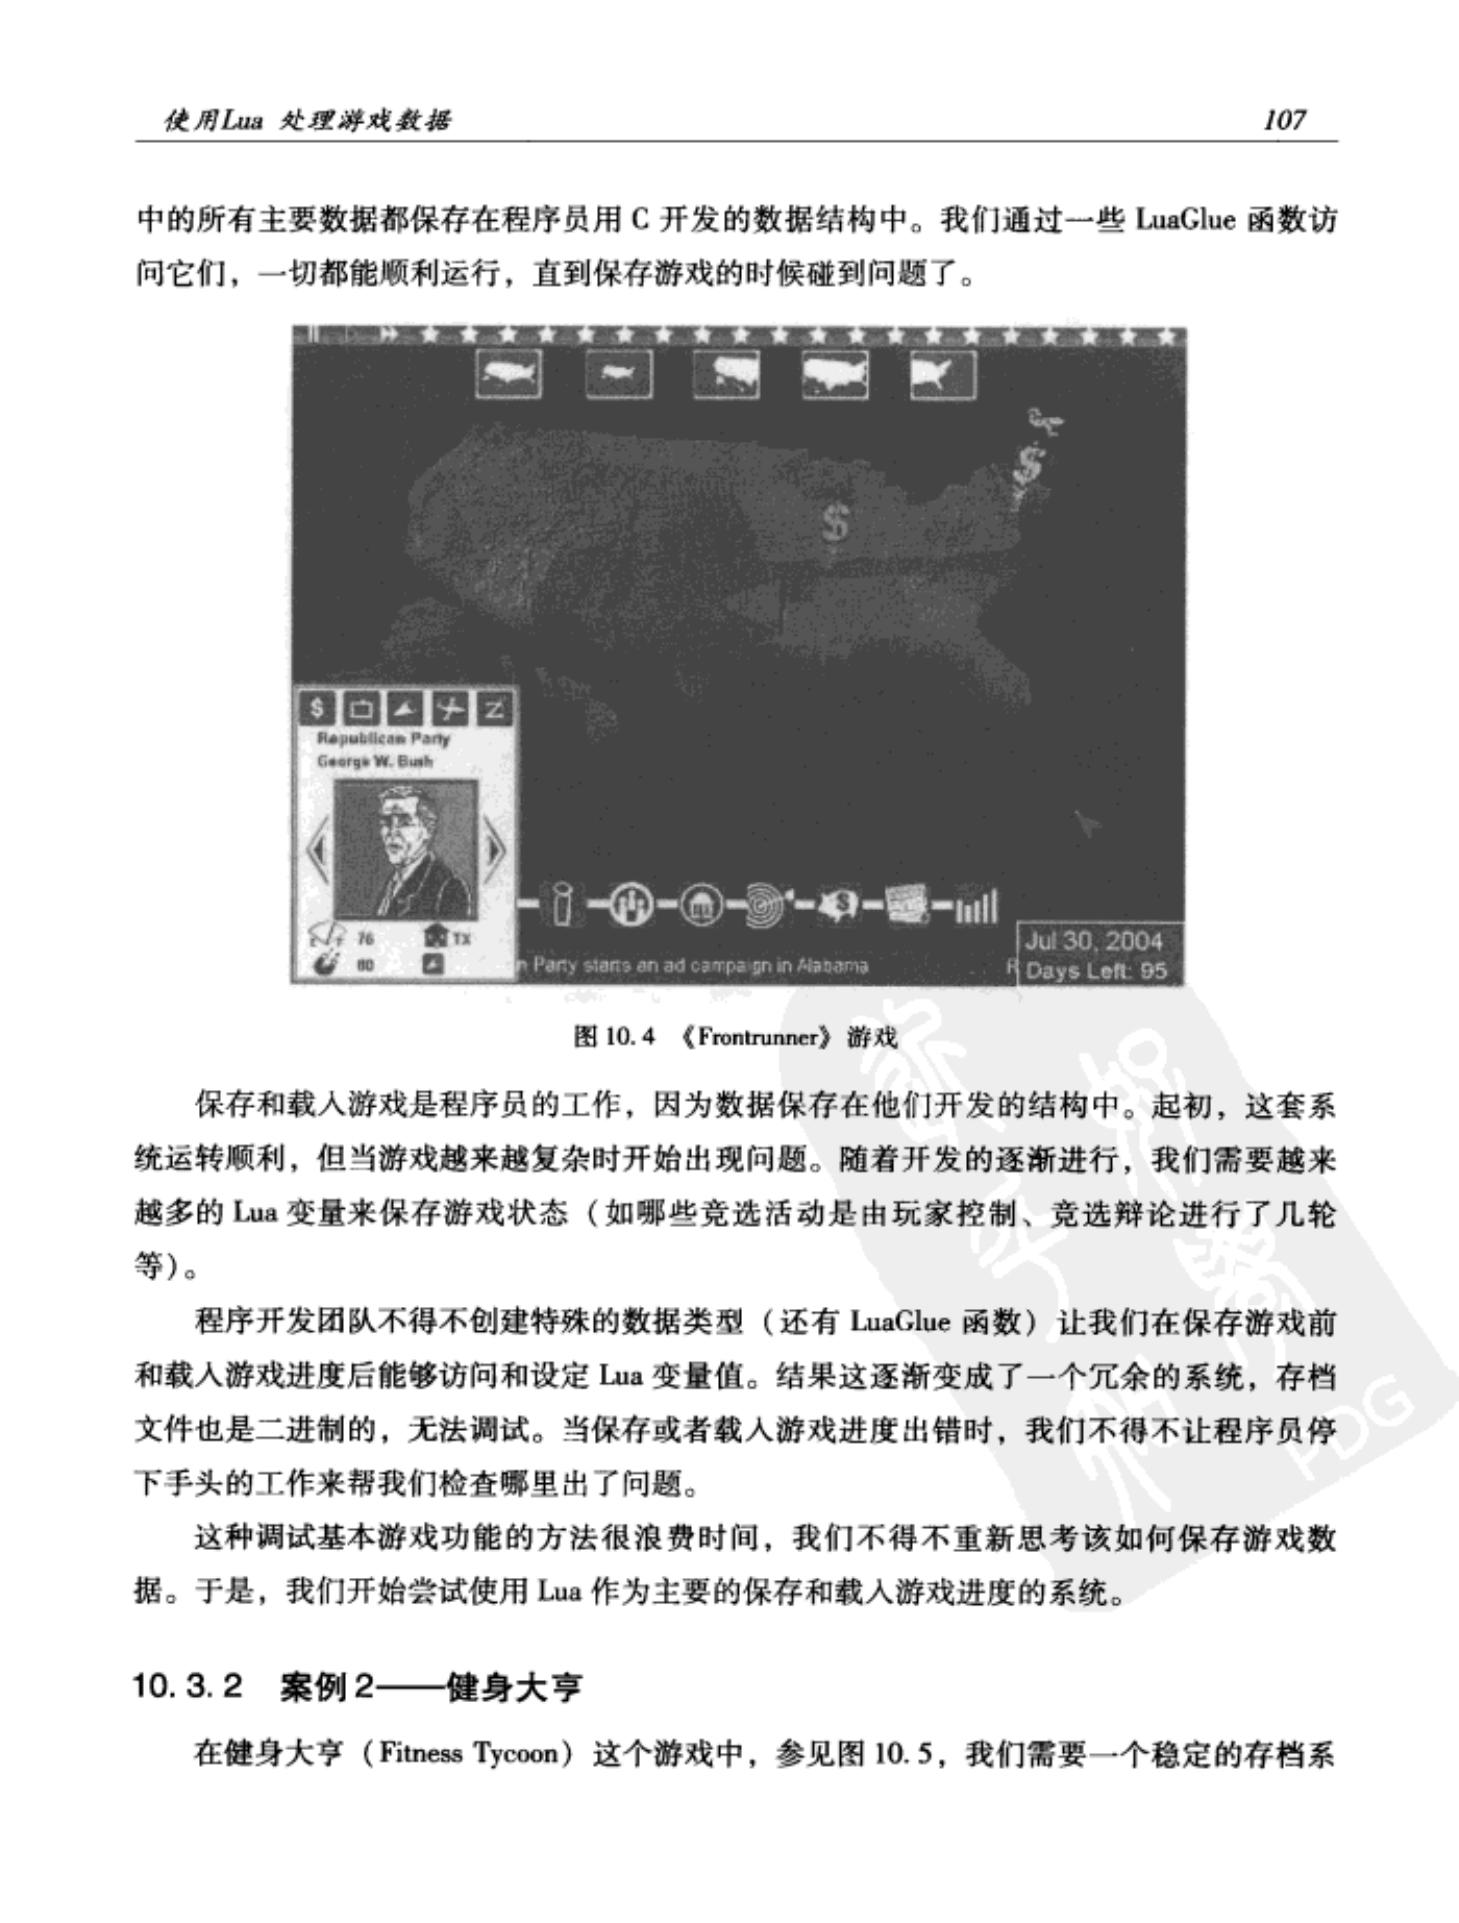 使用Lua 处理游戏数据 107
中的所有主要数据都保存在程序员用 C 开发的数据结构中。我们通过一些 LuaGlue 函数访
问它们，一切都能顺利运行，直到保存游戏的时候碰到问题了。
$
$
$
Z
Republican Party
George W. Bush
76 TX
80
n Party starts an ad campaign in Alabama
Jul 30, 2004
Days Left: 95
图 10.4 《Frontrunner》游戏
保存和载入游戏是程序员的工作，因为数据保存在他们开发的结构中。起初，这套系
统运转顺利，但当游戏越来越复杂时开始出现问题。随着开发的逐渐进行，我们需要越来
越多的 Lua 变量来保存游戏状态（如哪些竞选活动是由玩家控制、竞选辩论进行了几轮
等）。
程序开发团队不得不创建特殊的数据类型（还有 LuaGlue 函数）让我们在保存游戏前
和载入游戏进度后能够访问和设定 Lua 变量值。结果这逐渐变成了一个冗余的系统，存档
文件也是二进制的，无法调试。当保存或者载入游戏进度出错时，我们不得不让程序员停
下手头的工作来帮我们检查哪里出了问题。
这种调试基本游戏功能的方法很浪费时间，我们不得不重新思考该如何保存游戏数
据。于是，我们开始尝试使用 Lua 作为主要的保存和载入游戏进度的系统。
10.3.2 案例 2——健身大亨
在健身大亨（Fitness Tycoon）这个游戏中，参见图 10.5，我们需要一个稳定的存档系
PDG